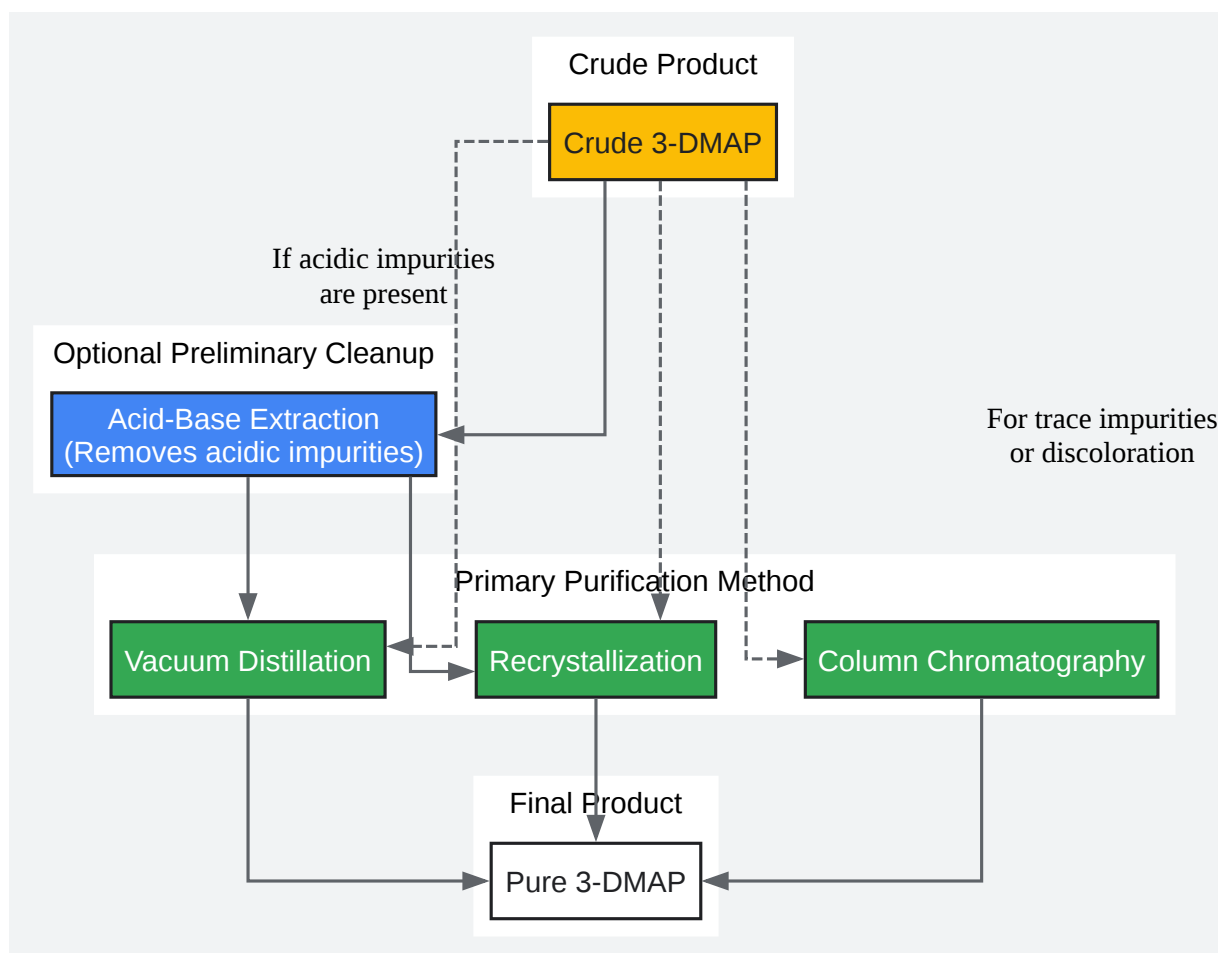 Crude Product
Crude 3-DMAP
If acidic impurities
are present
Optional Preliminary Cleanup
Acid-Base Extraction
(Removes acidic impurities)
For trace impurities
or discoloration
Primary Purification Method
Vacuum Distillation
Recrystallization
Column Chromatography
Final Product
Pure 3-DMAP